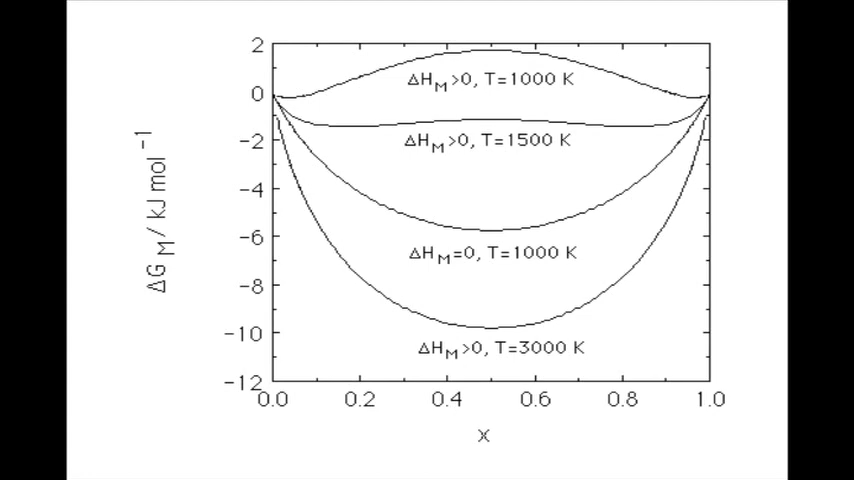 2
0
−2
−4
−6
−8
−10
−12
ΔG M / kJ mol −1
ΔH M >0, T=1000 K
ΔH M >0, T=1500 K
ΔH M =0, T=1000 K
ΔH M >0, T=3000 K
0.0 0.2 0.4 0.6 0.8 1.0
x